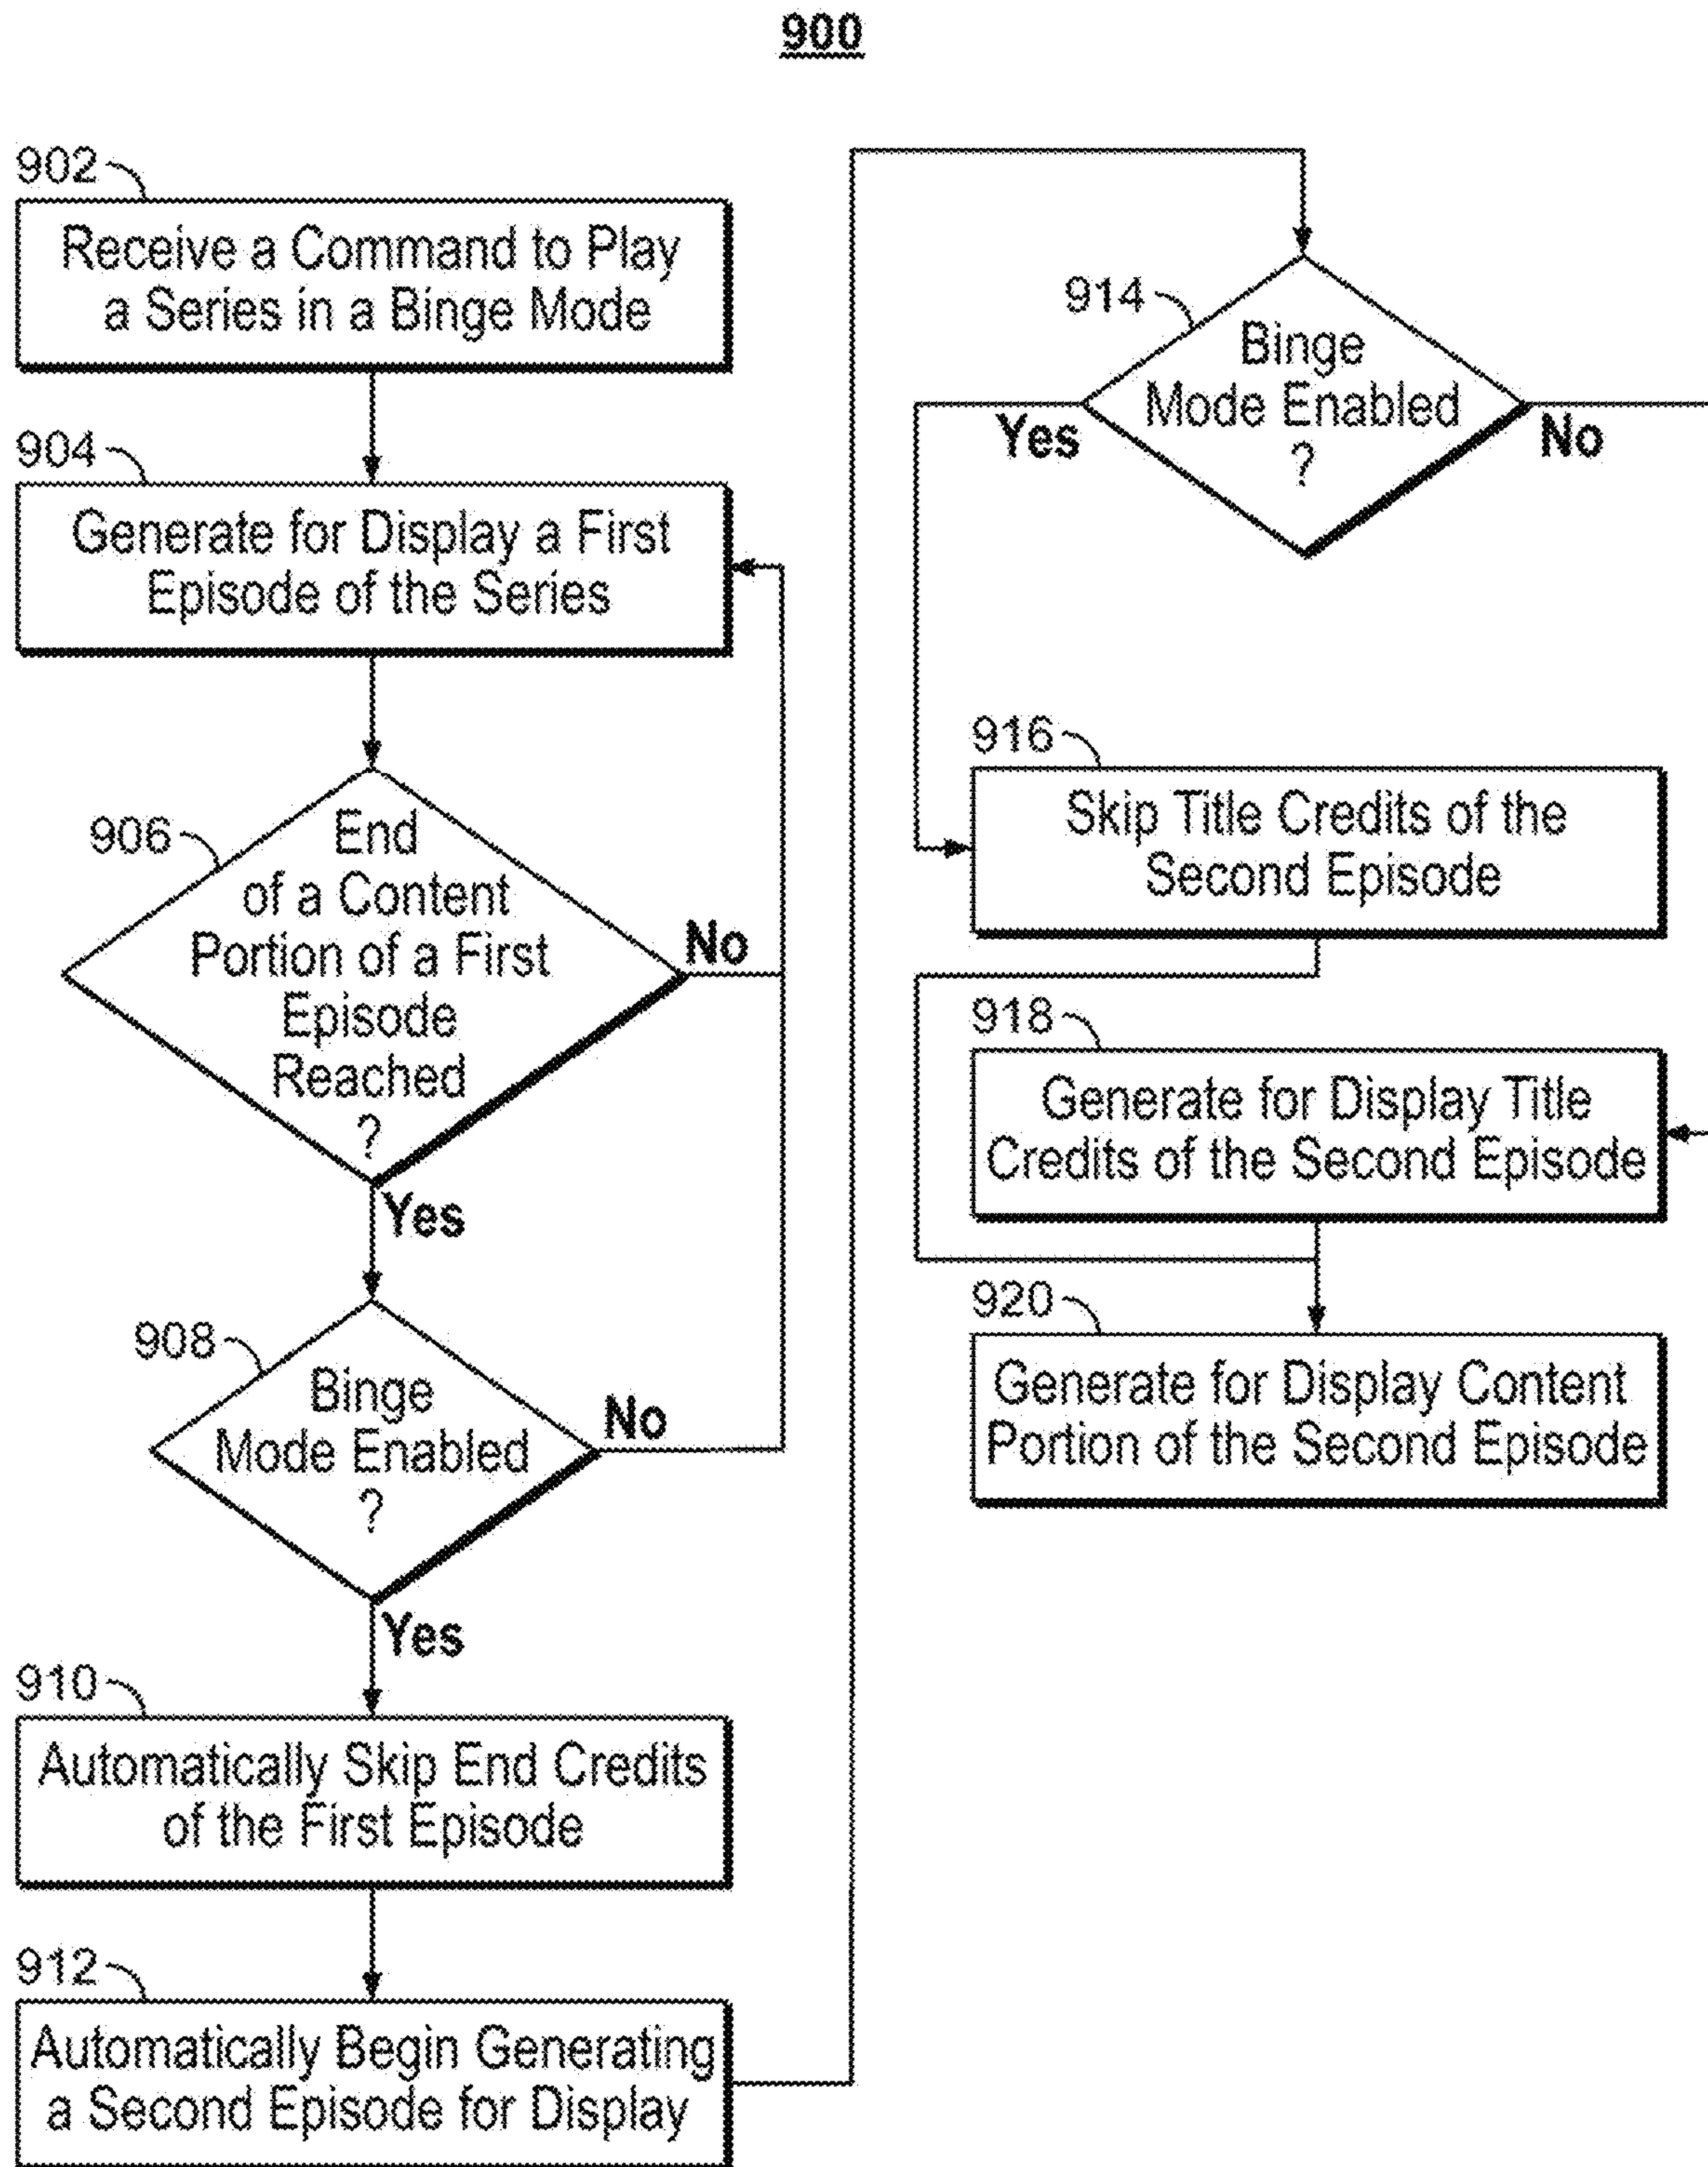 900
902
Receive a Command to Play
a Series in a Binge Mode
904
Generate for Display a First
Episode of the Series
906
End
of a Content
Portion of a First
Episode
Reached
?
No
Yes
908
Binge
Mode Enabled
?
No
Yes
910
Automatically Skip End Credits
of the First Episode
912
Automatically Begin Generating
a Second Episode for Display
914
Binge
Mode Enabled
?
Yes
No
916
Skip Title Credits of the
Second Episode
918
Generate for Display Title
Credits of the Second Episode
920
Generate for Display Content
Portion of the Second Episode